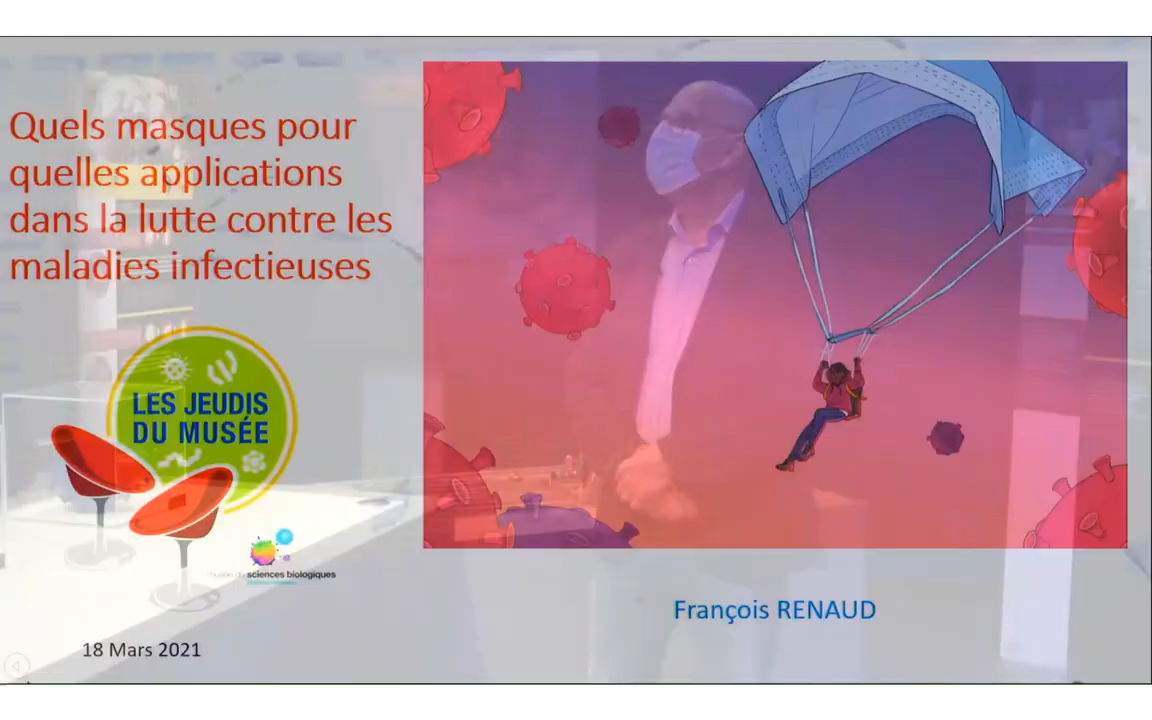 Quels masques pour
quelles applications
dans la lutte contre les
maladies infectieuses
LES JEUDIS
DU MUSÉE
sciences biologiques
François RENAUD
18 Mars 2021